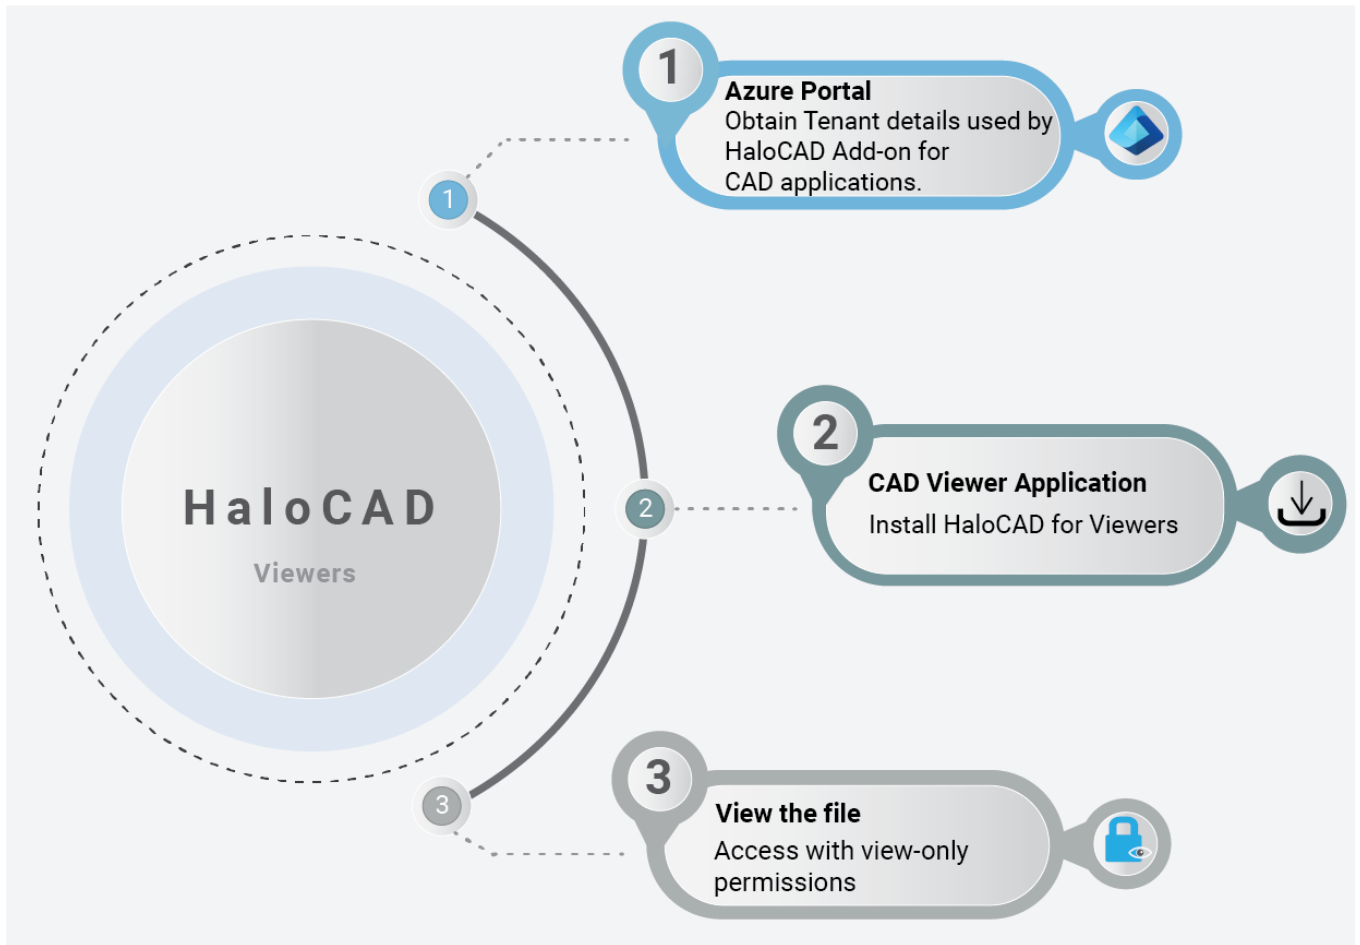 HaloCAD
Viewers
1
1
Azure Portal
Obtain Tenant details used by
HaloCAD Add-on for
CAD applications.
2
2
CAD Viewer Application
Install HaloCAD for Viewers
3
3
View the file
Access with view-only
permissions